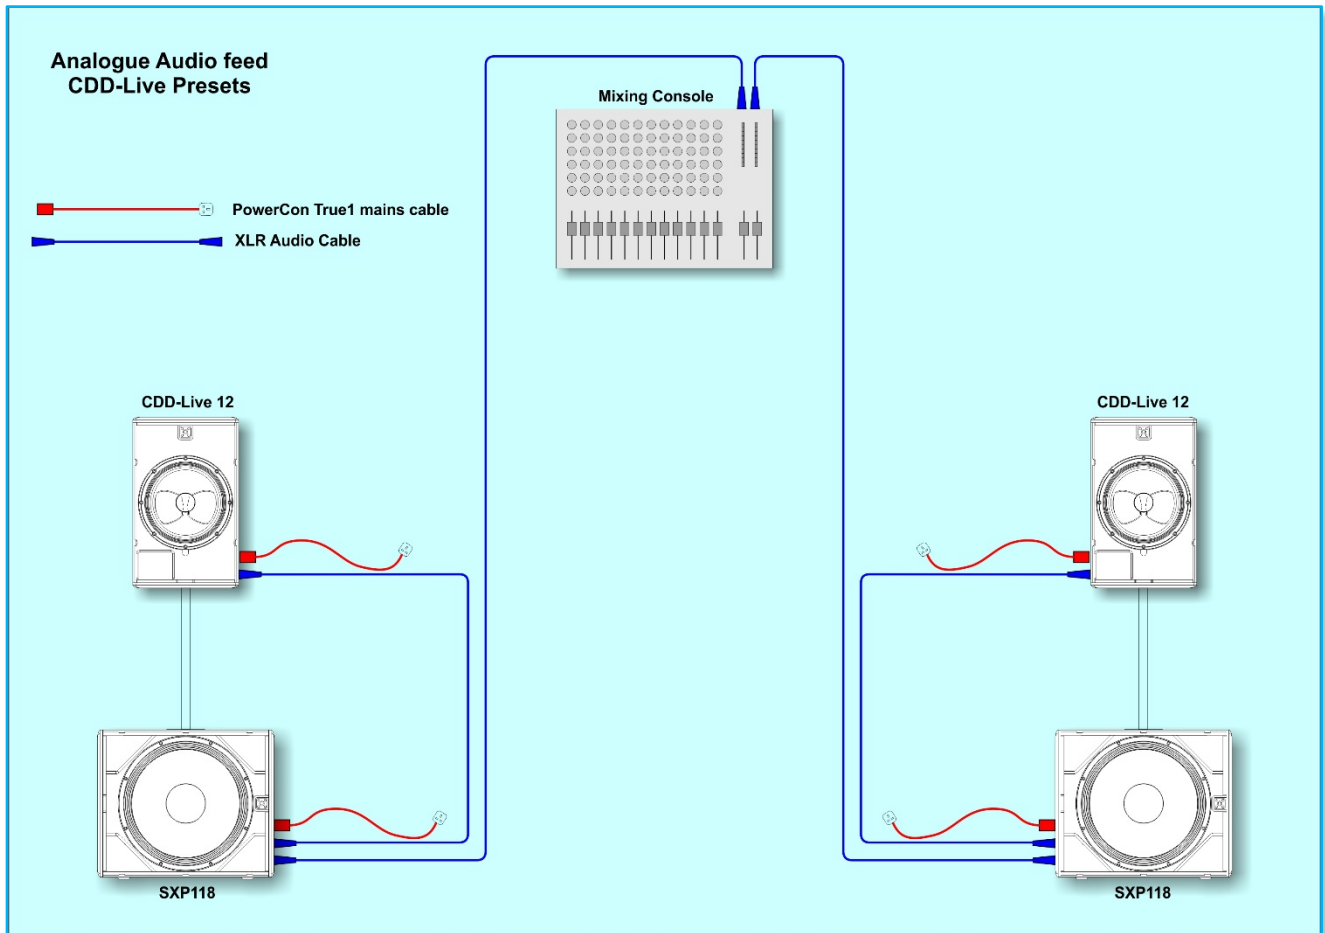 Analogue Audio feed
CDD-Live Presets
Mixing Console
PowerCon True1 mains cable
XLR Audio Cable
CDD-Live 12
CDD-Live 12
SXP118
SXP118